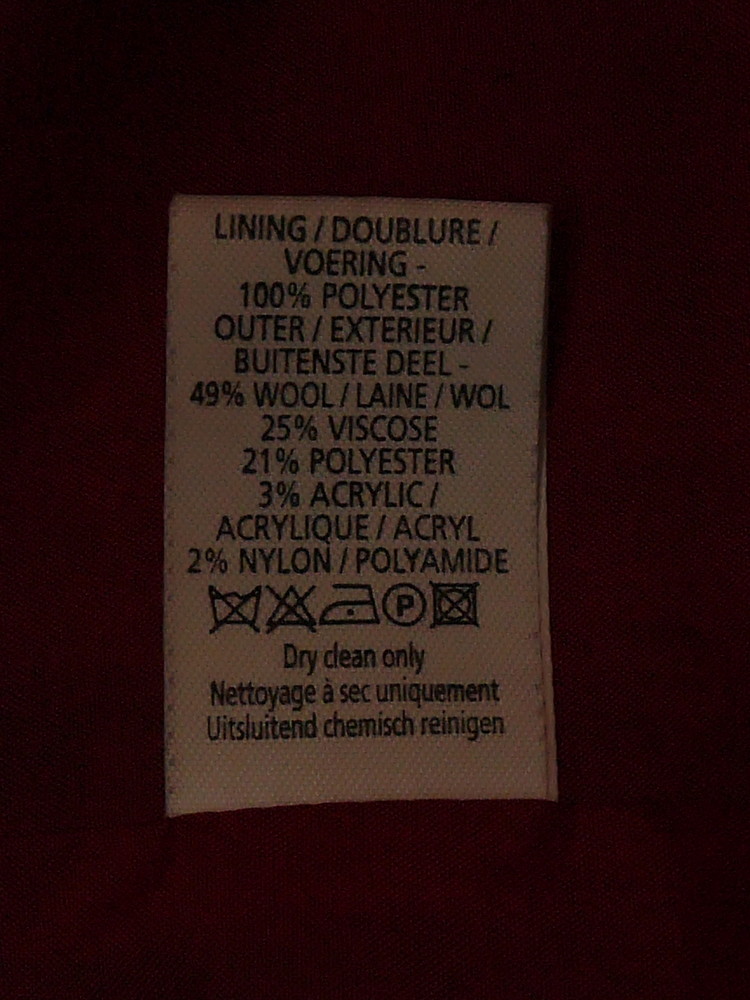 LINING / DOUBLURE /
VOERING -
100% POLYESTER
OUTER / EXTERIEUR /
BUITENSTE DEEL -
49% WOOL / LAINE / WOL
25% VISCOSE
21% POLYESTER
3% ACRYLIC /
ACRYLIQUE / ACRYL
2% NYLON / POLYAMIDE
P
Dry clean only
Nettoyage à sec uniquement
Uitsluitend chemisch reinigen